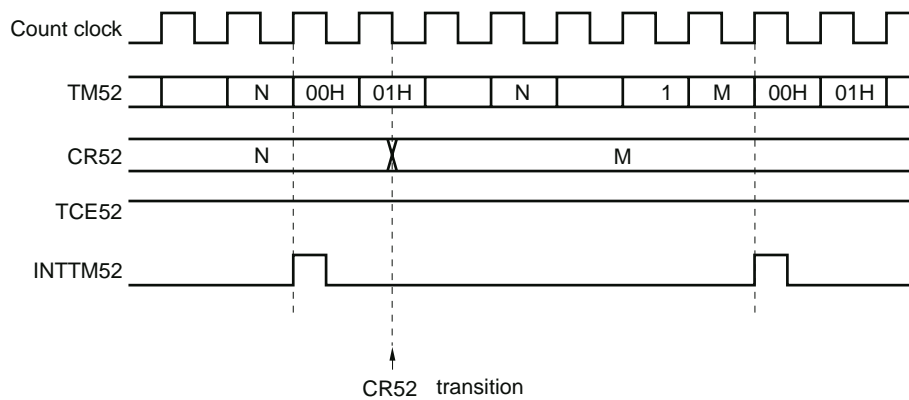 Count clock
TM52 N 00H 01H N 1 M 00H 01H
CR52 N M
TCE52
INTTM52
CR52 transition